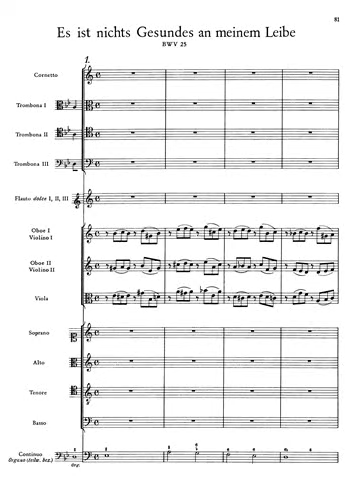 81
Es ist nichts Gesundes an meinem Leibe
BWV 25
1.
Cornetto
Trombona I
Trombona II
Trombona III
Flauto dolce I, II, III
Oboe I
Violino I
Oboe II
Violino II
Viola
Soprano
Alto
Tenore
Basso
Continuo